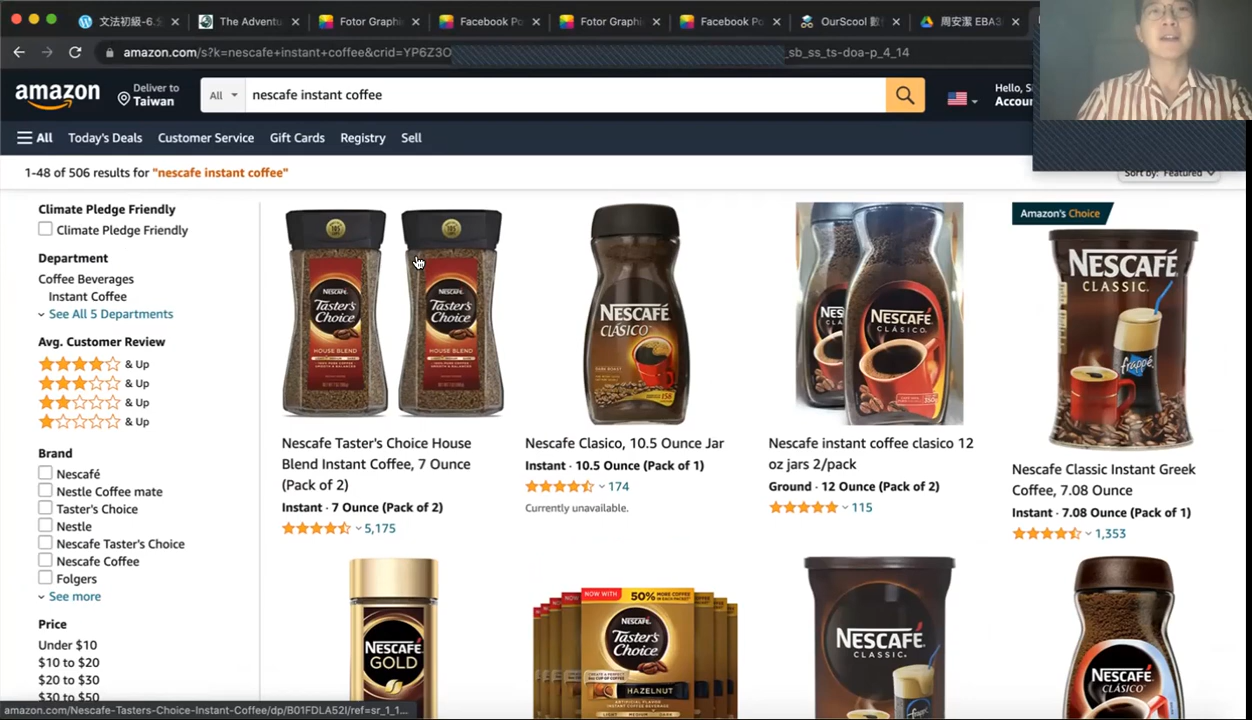 文法初級-6.
The Adventu
Fotor Graphi
Facebook Po
Fotor Graphi
Facebook Po
OurScool 數
周安潔 EBA3
amazon.com/s?k=nescafe+instant+coffee&crid=YP6Z3O
_sb_ss_ts-doa-p_4_14
amazon
Deliver to
Taiwan
All
nescafe instant coffee
Hello, S
Accou
All
Today's Deals
Customer Service
Gift Cards
Registry
Sell
1-48 of 506 results for "nescafe instant coffee"
Sort by: Featured
Climate Pledge Friendly
Climate Pledge Friendly
Department
Coffee Beverages
Instant Coffee
See All 5 Departments
Avg. Customer Review
& Up
& Up
& Up
& Up
Brand
Nescafé
Nestle Coffee mate
Taster's Choice
Nestle
Nescafe Taster's Choice
Nescafe Coffee
Folgers
See more
Price
Under $10
$10 to $20
$20 to $30
$30 to $50
NESCAFÉ
Taster's
Choice
HOUSE BLEND
NESCAFÉ
Taster's
Choice
HOUSE BLEND
Nescafe Taster's Choice House
Blend Instant Coffee, 7 Ounce
(Pack of 2)
Instant · 7 Ounce (Pack of 2)
5,175
NESCAFÉ
CLASICO
DARK ROAST
Nescafe Clasico, 10.5 Ounce Jar
Instant · 10.5 Ounce (Pack of 1)
174
Currently unavailable.
NESCAFÉ
CLASICO
Nescafe instant coffee clasico 12
oz jars 2/pack
Ground · 12 Ounce (Pack of 2)
115
Amazon's Choice
NESCAFÉ
CLASSIC
frappé
Nescafe Classic Instant Greek
Coffee, 7.08 Ounce
Instant · 7.08 Ounce (Pack of 1)
1,353
NESCAFÉ
GOLD
NOW WITH
50% MORE COFFEE
IN EACH PACKET
NESCAFÉ
Taster's
Choice
HAZELNUT
NESCAFÉ
CLASSIC
NESCAFÉ
CLASICO
amazon.com/Nescafe-Tasters-Choice-Instant-Coffee/dp/B01FDLA52I/ref=sr_1_1...